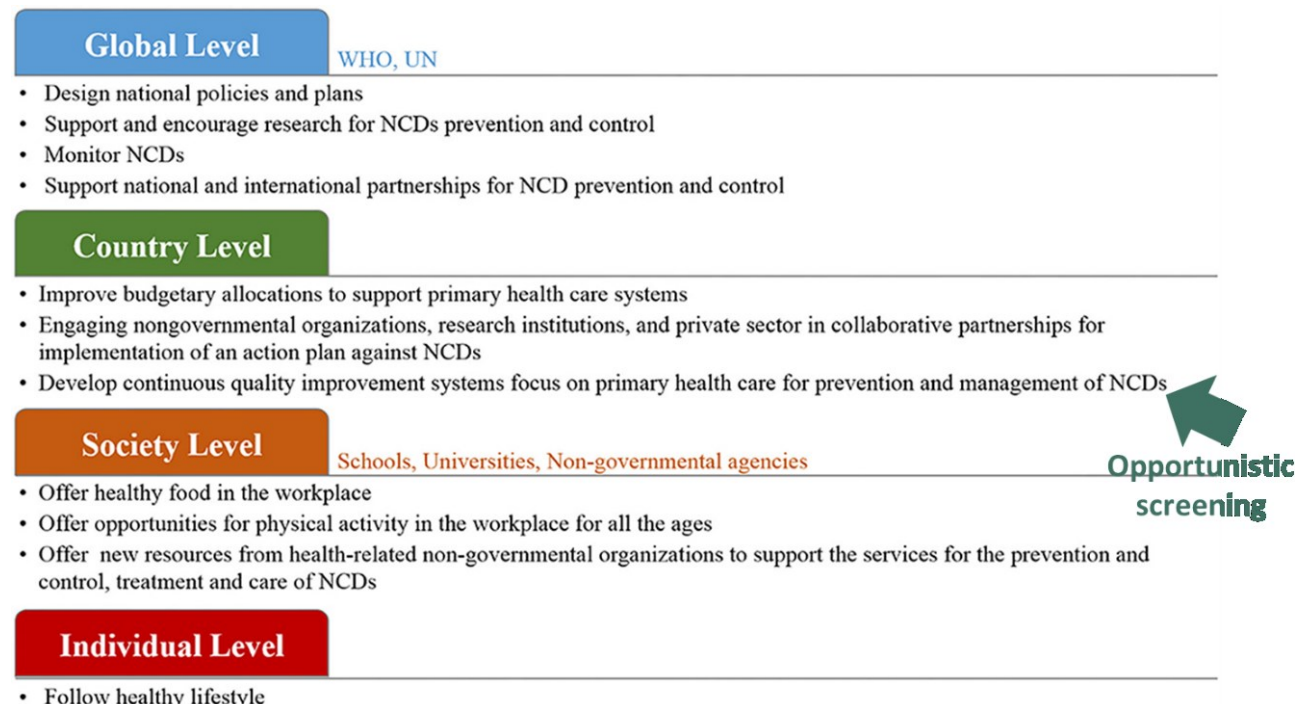 Global Level
WHO, UN
• Design national policies and plans
• Support and encourage research for NCDs prevention and control
• Monitor NCDs
• Support national and international partnerships for NCD prevention and control
Country Level
• Improve budgetary allocations to support primary health care systems
• Engaging nongovernmental organizations, research institutions, and private sector in collaborative partnerships for
implementation of an action plan against NCDs
• Develop continuous quality improvement systems focus on primary health care for prevention and management of NCDs
Society Level
Schools, Universities, Non-governmental agencies
Opportunistic
screening
• Offer healthy food in the workplace
• Offer opportunities for physical activity in the workplace for all the ages
• Offer new resources from health-related non-governmental organizations to support the services for the prevention and
control, treatment and care of NCDs
Individual Level
• Follow healthy lifestyle